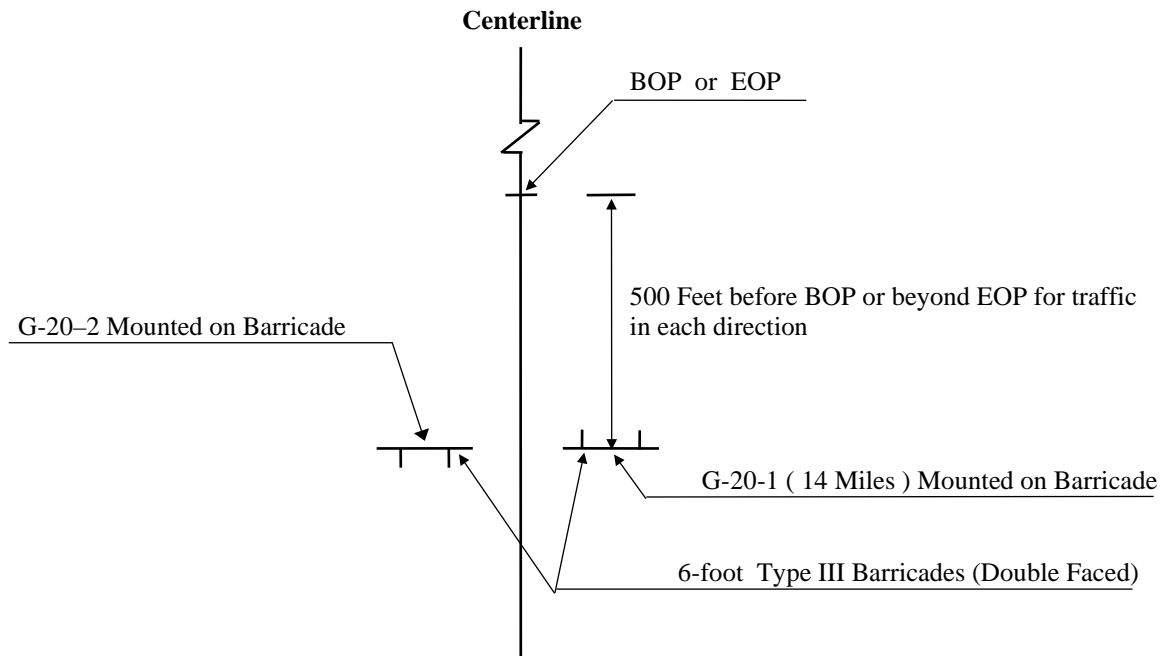 Centerline
BOP or EOP
500 Feet before BOP or beyond EOP for traffic
in each direction
G-20–2 Mounted on Barricade
G-20-1 ( 14 Miles ) Mounted on Barricade
6-foot Type III Barricades (Double Faced)